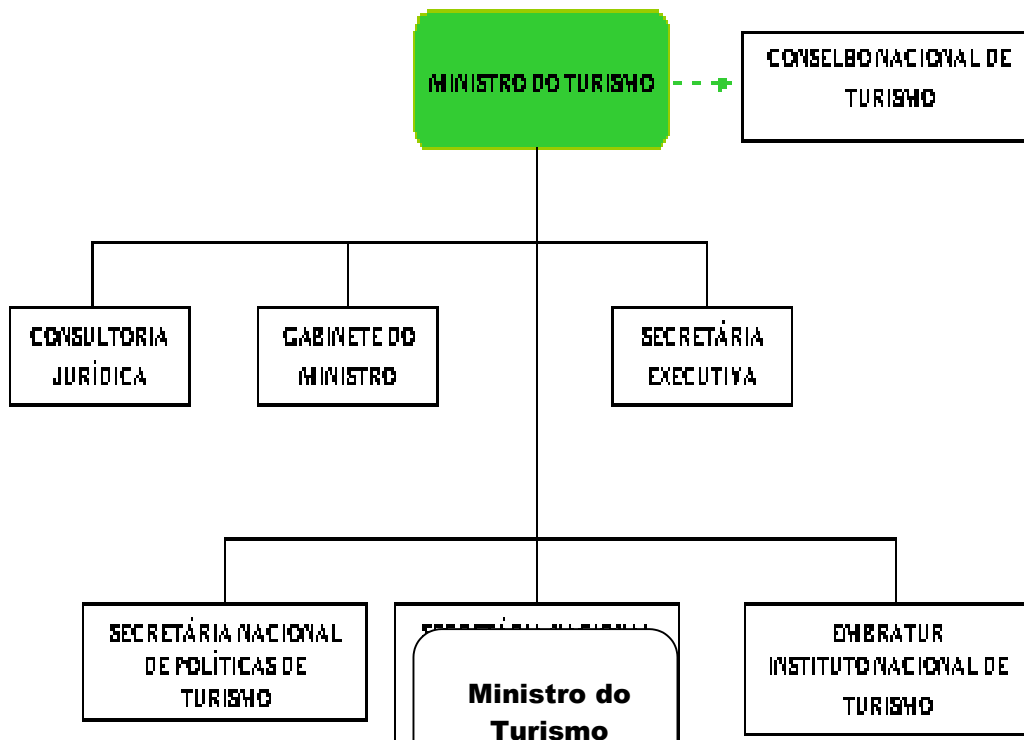 MINISTRO DO TURISMO
CONSELBO NACIONAL DE
TURISMO
CONSULTORIA
JURÍDICA
GABINETE DO
MINISTRO
SECRETÁRIA
EXECUTIVA
SECRETÁRIA NACIONAL
DE POLÍTICAS DE
TURISMO
EMBRATUR
INSTITUTO NACIONAL DE
TURISMO
Ministro do
Turismo